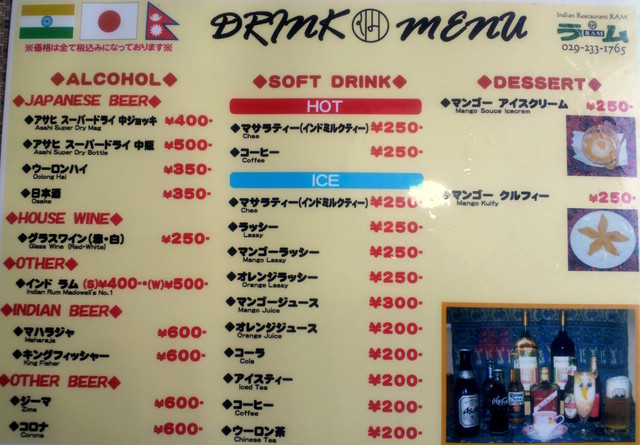 DRINK MENU
Indian Restaurant RAM
ラム
RAM
029-233-1765
※価格は全て税込みになっております※
◆ALCOHOL◆
◆JAPANESE BEER◆
◆アサヒ スーパードライ 中ジョッキ ¥400-
Asahi Super Dry Mag
◆アサヒ スーパードライ 中瓶 ¥500-
Asahi Super Dry Bottle
◆ウーロンハイ ¥350-
Oolong Hai
◆日本酒 ¥350-
Osake
◆HOUSE WINE◆
◆グラスワイン(赤・白) ¥250-
Glass Wine (Red・White)
◆OTHER◆
◆インド ラム (S)¥400-・(W)¥500-
Indian Rum Madowell's No.1
◆INDIAN BEER◆
◆マハラジャ ¥600-
Maharaja
◆キングフィッシャー ¥600-
King Fisher
◆OTHER BEER◆
◆ジーマ ¥600-
Zima
◆コロナ ¥600-
Corona
◆SOFT DRINK◆
HOT
◆マサラティー(インドミルクティー) ¥250-
Chae
◆コーヒー ¥250-
Coffee
ICE
◆マサラティー(インドミルクティー) ¥250-
Chae
◆ラッシー ¥250-
Lassy
◆マンゴーラッシー ¥250-
Mango Lassy
◆オレンジラッシー ¥250-
Orange Lassy
◆マンゴージュース ¥300-
Mango Juice
◆オレンジジュース ¥200-
Orange Juice
◆コーラ ¥200-
Cola
◆アイスティー ¥200-
Iced Tea
◆コーヒー ¥200-
Coffee
◆ウーロン茶 ¥200-
Chinese Tea
◆DESSERT◆
◆マンゴー アイスクリーム ¥250-
Mango Souce Icecrem
◆マンゴー クルフィー ¥250-
Mango Kulfy